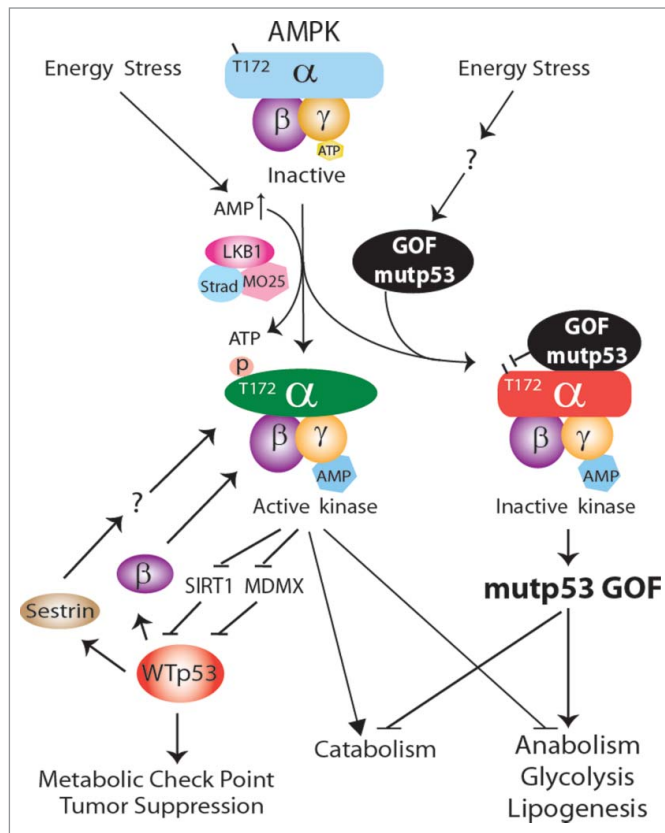 AMPK
Energy Stress
T172 α
Energy Stress
β γ
ATP
?
Inactive
AMP
GOF
mutp53
LKB1
Strad MO25
ATP
GOF
mutp53
p
T172 α
T172 α
β γ
β γ
AMP
AMP
Active kinase
Inactive kinase
?
β
SIRT1 MDMX
mutp53 GOF
Sestrin
WTp53
Catabolism
Anabolism
Glycolysis
Lipogenesis
Metabolic Check Point
Tumor Suppression